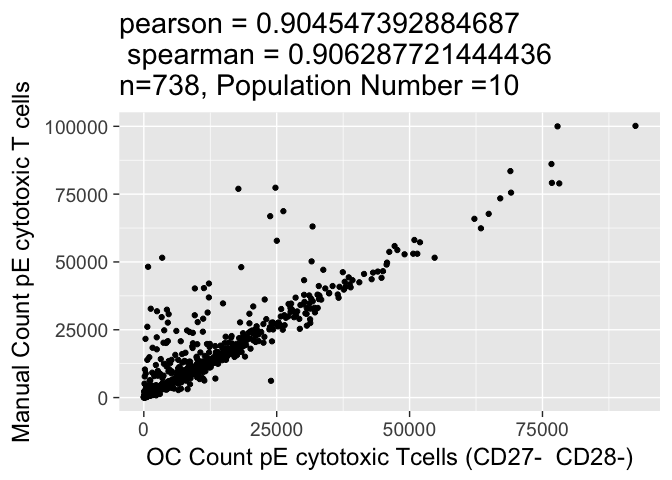 pearson = 0.904547392884687
spearman = 0.906287721444436
n=738, Population Number =10
Manual Count pE cytotoxic T cells
100000
75000
50000
25000
0
0 25000 50000 75000
OC Count pE cytotoxic Tcells (CD27-  CD28-)